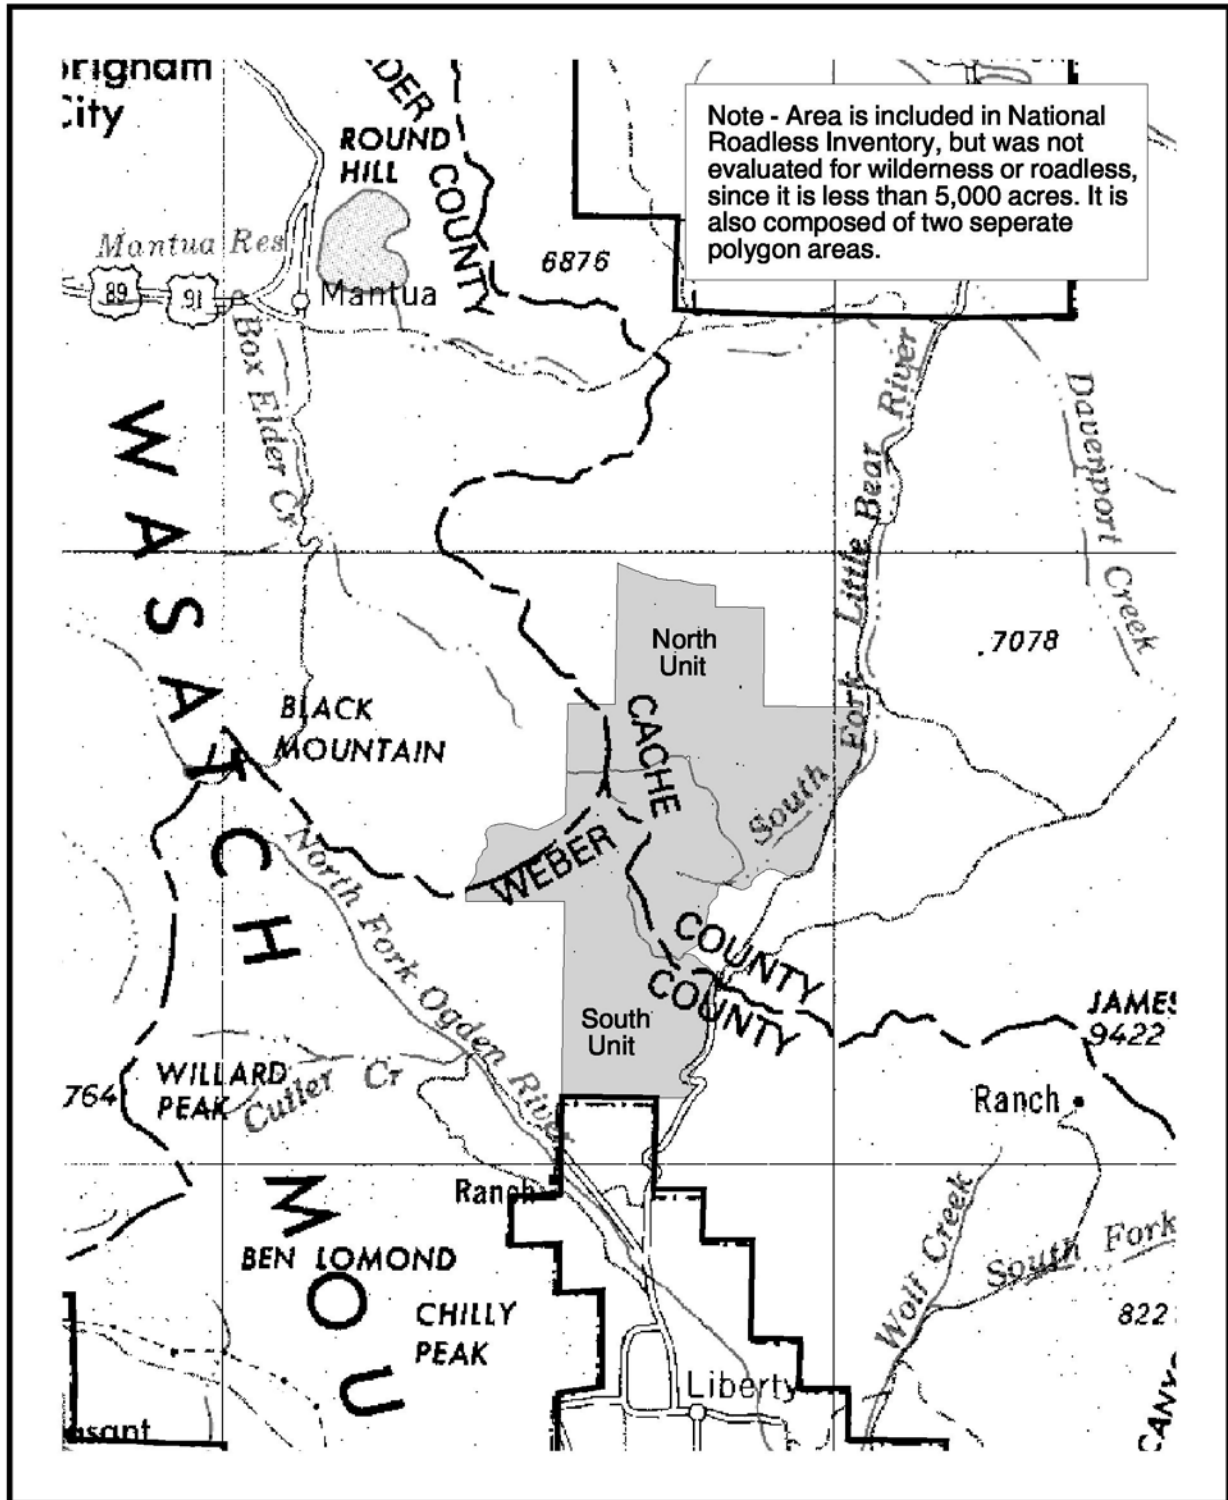 City
DER
COUNTY
ROUND
HILL
Note - Area is included in National
Roadless Inventory, but was not
evaluated for wilderness or roadless,
since it is less than 5,000 acres. It is
also composed of two seperate
polygon areas.
Mantua Res
89
91
Mantua
6876
Box Elder Cr
South Fork Little Bear River
Davenport Creek
WASATCH
North
Unit
.7078
BLACK
MOUNTAIN
CACHE
COUNTY
South
WEBER
COUNTY
North Fork Ogden River
South
Unit
JAMES
9422
WILLARD
PEAK
764
Cutler Cr
Ranch
Ranch
MOU
BEN LOMOND
CHILLY
PEAK
Wolf Creek
South Fork
822
Liberty
asant
CANY